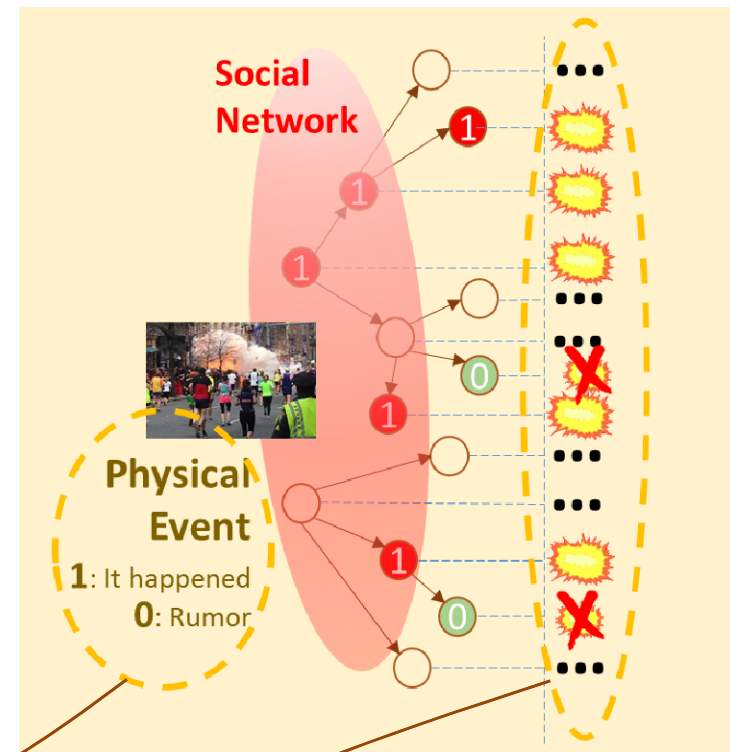 Social
Network
1
1
1
0
1
Physical
Event
1: It happened
0: Rumor
1
0